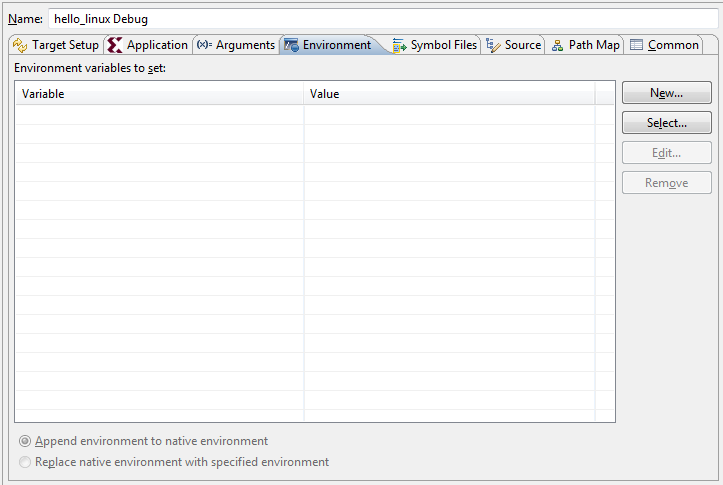 Name: hello_linux Debug
Target Setup Application (x)= Arguments Environment Symbol Files Source Path Map Common
Environment variables to set:
Variable Value
New...
Select...
Edit...
Remove
Append environment to native environment
Replace native environment with specified environment